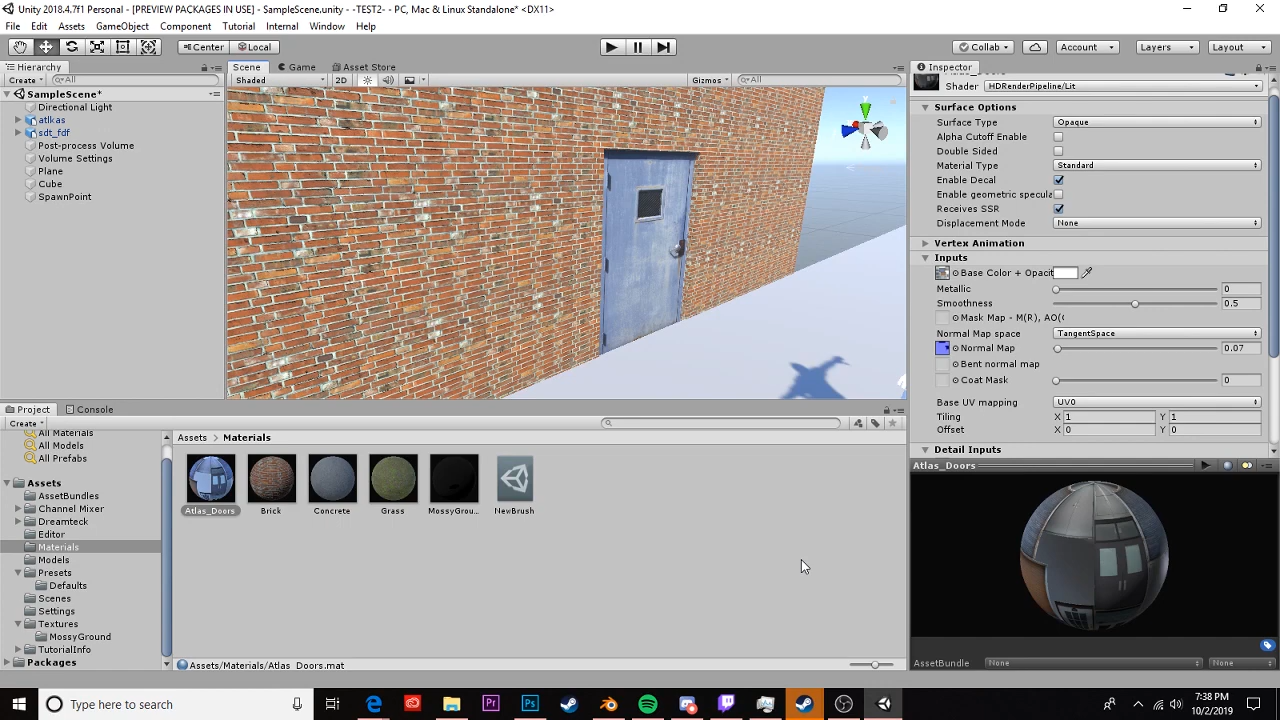 Unity 2018.4.7f1 Personal - [PREVIEW PACKAGES IN USE] - SampleScene.unity - -TEST2- - PC, Mac & Linux Standalone* <DX11>
File Edit Assets GameObject Component Tutorial Internal Window Help
Center Local Collab Account Layers Layout
Hierarchy Scene Game Asset Store Inspector
Create All Shaded 2D Gizmos All
Shader HDRenderPipeline/Lit
SampleScene*
Directional Light
atlkas
sdt_fdf
Post-process Volume
Volume Settings
Plane
Cube
SpawnPoint
Surface Options
Surface Type Opaque
Alpha Cutoff Enable
Double Sided
Material Type Standard
Enable Decal
Enable geometric specula
Receives SSR
Displacement Mode None
Vertex Animation
Inputs
Base Color + Opacit
Metallic 0
Smoothness 0.5
Mask Map - M(R), AO(
Normal Map space TangentSpace
Normal Map 0.07
Bent normal map
Coat Mask 0
Base UV mapping UV0
Tiling X 1 Y 1
Offset X 0 Y 0
Detail Inputs
Project Console
Create
All Materials
All Models
All Prefabs
Assets
AssetBundles
Channel Mixer
Dreamteck
Editor
Materials
Models
Presets
Defaults
Scenes
Settings
Textures
MossyGround
TutorialInfo
Packages
Assets > Materials
Atlas_Doors Brick Concrete Grass MossyGrou... NewBrush
Assets/Materials/Atlas_Doors.mat
Atlas_Doors
AssetBundle None None
Type here to search
Pr Ps
7:38 PM
10/2/2019